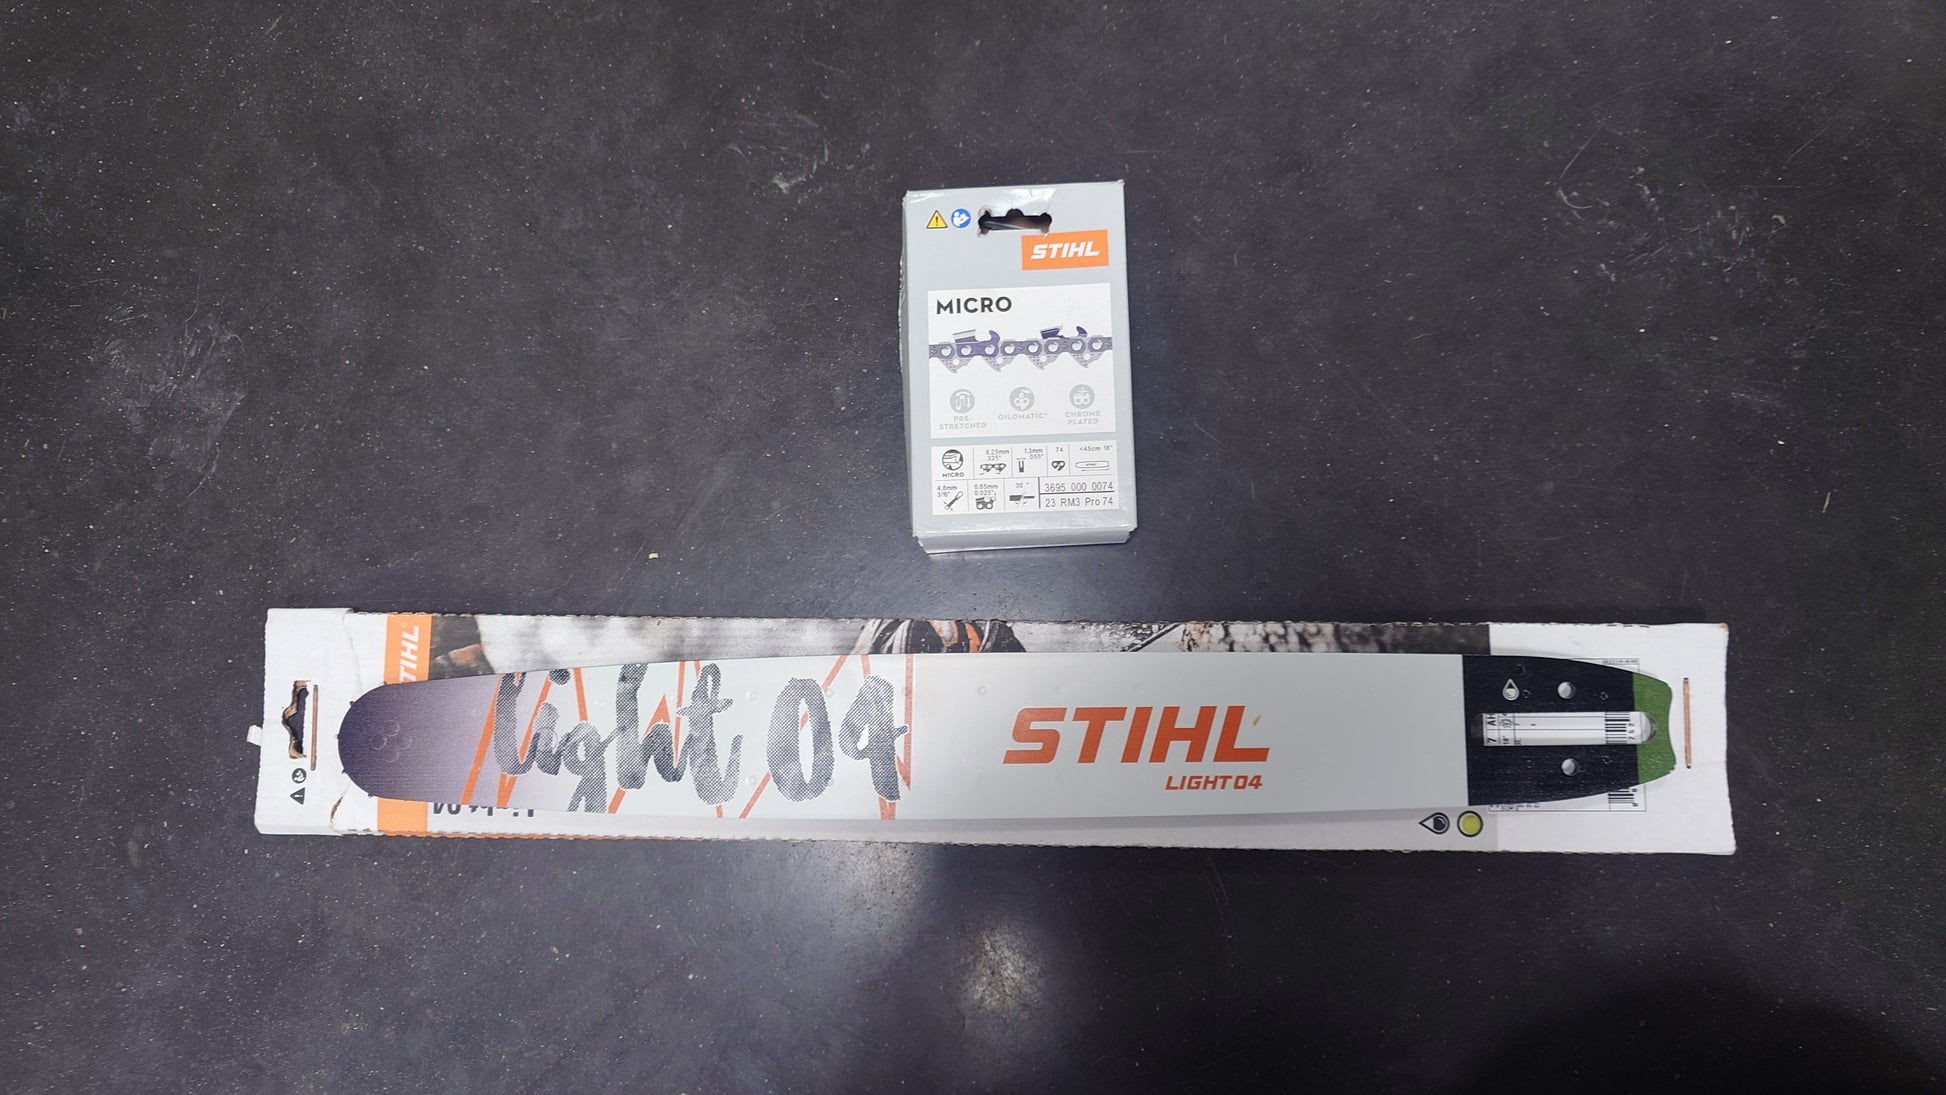 STIHL
MICRO
PRE-
STRETCHED
OILOMATIC®
CHROME
PLATED
MICRO
8.25mm
.325"
1.3mm
.050"
74
<45cm 18"
4.8mm
3/16"
0.65mm
0.025"
30 °
3695 000 0074
23 RM3 Pro 74
STIHL
light 04
STIHL
LIGHT 04